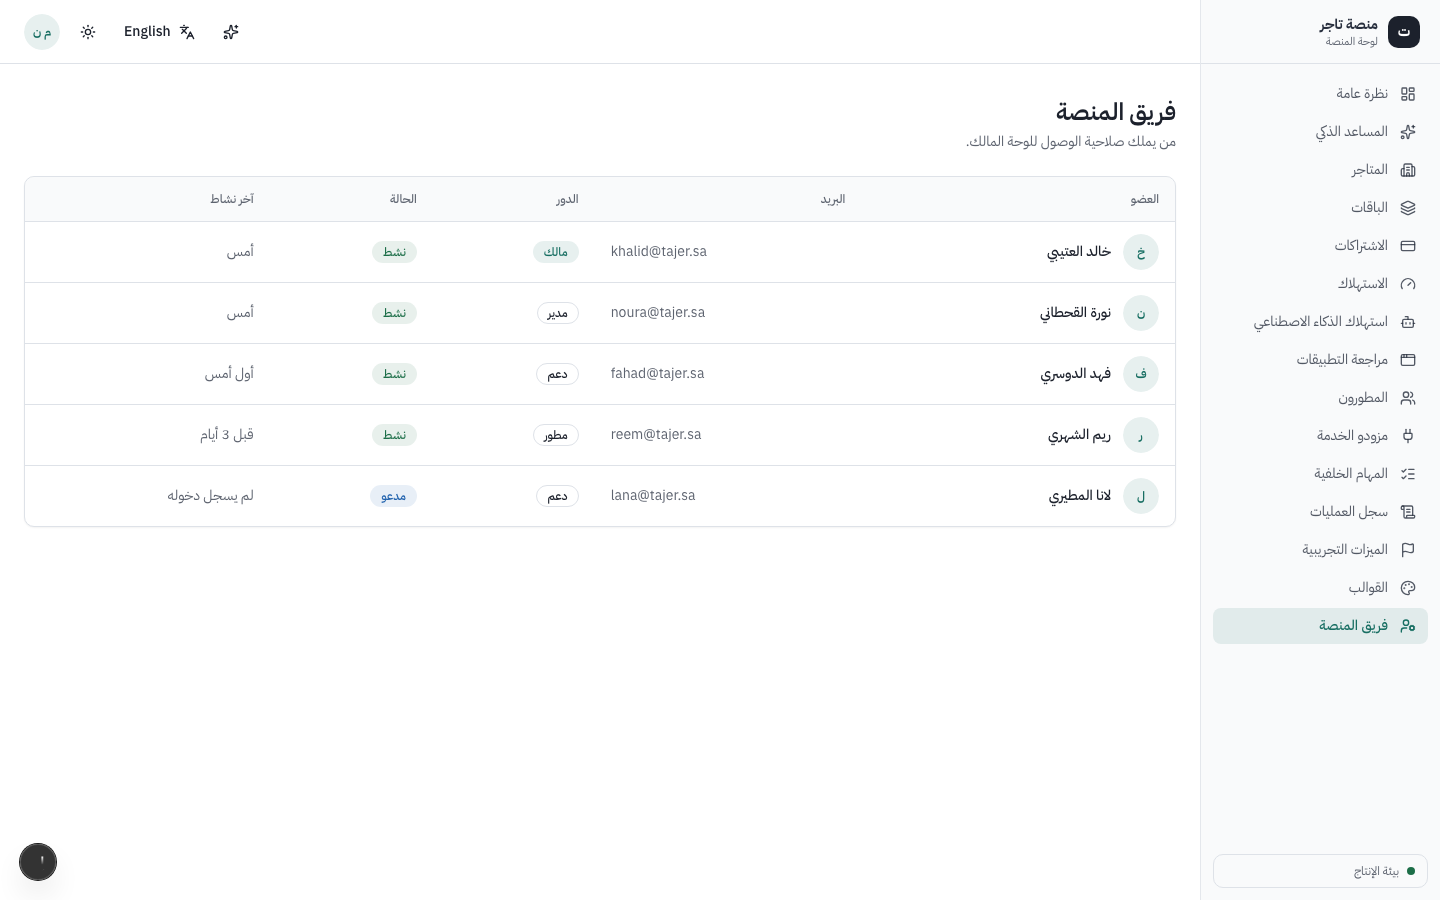 ت
منصة تاجر
لوحة المنصة
نظرة عامة
المساعد الذكي
المتاجر
الباقات
الاشتراكات
الاستهلاك
استهلاك الذكاء الاصطناعي
مراجعة التطبيقات
المطورون
مزودو الخدمة
المهام الخلفية
سجل العمليات
الميزات التجريبية
القوالب
فريق المنصة
بيئة الإنتاج
English
م ن
فريق المنصة
من يملك صلاحية الوصول للوحة المالك.
العضو البريد الدور الحالة آخر نشاط
خ خالد العتيبي khalid@tajer.sa مالك نشط أمس
ن نورة القحطاني noura@tajer.sa مدير نشط أمس
ف فهد الدوسري fahad@tajer.sa دعم نشط أول أمس
ر ريم الشهري reem@tajer.sa مطور نشط قبل 3 أيام
ل لانا المطيري lana@tajer.sa دعم مدعو لم يسجل دخوله